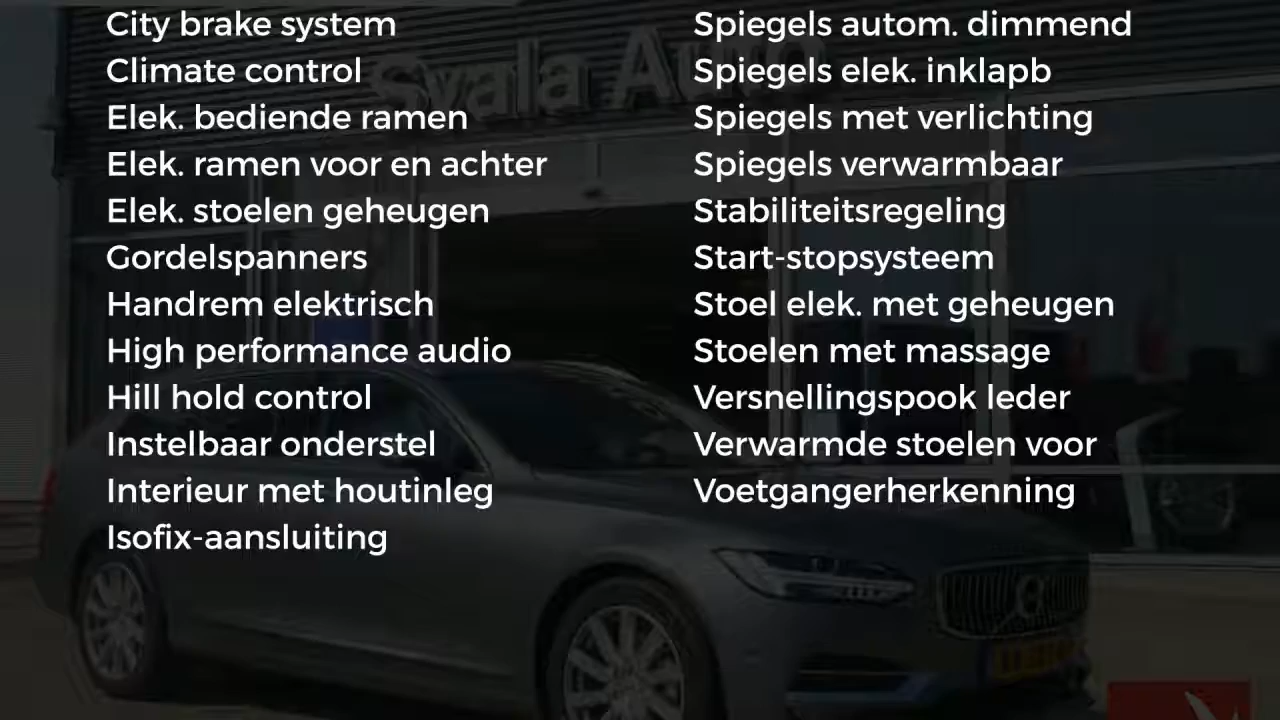 City brake system
Climate control
Elek. bediende ramen
Elek. ramen voor en achter
Elek. stoelen geheugen
Gordelspanners
Handrem elektrisch
High performance audio
Hill hold control
Instelbaar onderstel
Interieur met houtinleg
Isofix-aansluiting
Spiegels autom. dimmend
Spiegels elek. inklapb
Spiegels met verlichting
Spiegels verwarmbaar
Stabiliteitsregeling
Start-stopsysteem
Stoel elek. met geheugen
Stoelen met massage
Versnellingspook leder
Verwarmde stoelen voor
Voetgangerherkenning
Svala Auto